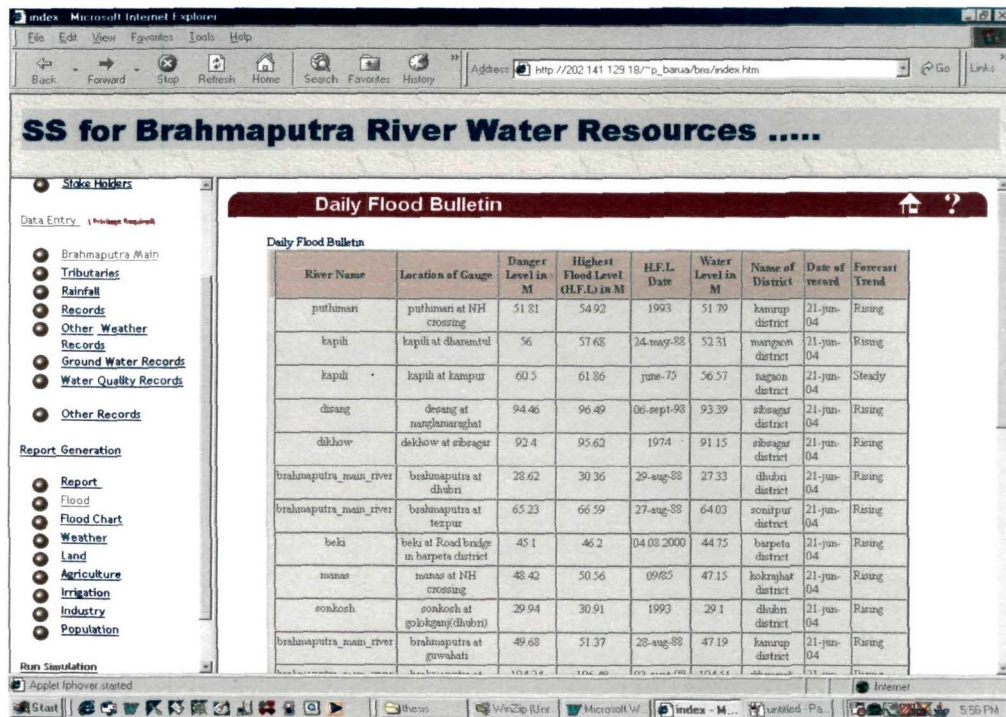 index - Microsoft Internet Explorer
File Edit View Favorites Tools Help
Back Forward Stop Refresh Home Search Favorites History Address http://202.141.129.18/~p_barua/bris/index.htm Go Links
SS for Brahmaputra River Water Resources .....
Stake Holders
Data Entry ( Privilege Required)
Brahmaputra Main
Tributaries
Rainfall
Records
Other Weather
Records
Ground Water Records
Water Quality Records
Other Records
Report Generation
Report
Flood
Flood Chart
Weather
Land
Agriculture
Irrigation
Industry
Population
Run Simulation
Daily Flood Bulletin
Daily Flood Bulletin
River Name Location of Gauge Danger Level in M Highest Flood Level (H.F.L) in M H.F.L Date Water Level in M Name of District Date of record Forecast Trend
puthimari puthimari at NH crossing 51.81 54.92 1993 51.79 kamrup district 21-jun-04 Rising
kapili kapili at dharamtul 56 57.68 24-may-88 52.31 district 21-jun-04 Rising
kapili kapili at kampur 60.5 61.86 june-75 56.57 nagaon district 21-jun-04 Steady
disang desang at nanglamaraghat 94.46 96.49 06-sept-98 93.39 sibsagar district 21-jun-04 Rising
dikhow dekhow at sibsagar 92.4 95.62 1974 91.15 sibsagar district 21-jun-04 Rising
brahmaputra_main_river brahmaputra at dhubri 28.62 30.36 29-aug-88 27.33 dhubri district 21-jun-04 Rising
brahmaputra_main_river brahmaputra at tezpur 65.23 66.59 27-aug-88 64.03 sonitpur district 21-jun-04 Rising
beki beki at Road bridge in barpeta district 45.1 46.2 04.08.2000 44.75 barpeta district 21-jun-04 Rising
manas manas at NH crossing 48.42 50.56 09/85 47.15 kokrajhar district 21-jun-04 Rising
sonkosh sonkosh at golokganj(dhubri) 29.94 30.91 1993 29.1 dhubri district 21-jun-04 Rising
brahmaputra_main_river brahmaputra at guwahati 49.68 51.37 28-aug-88 47.19 kamrup district 21-jun-04 Rising
Applet fphover started Internet
Start thesis WinZip (Unr Microsoft W... index - M... untitled - Pa... 5:56 PM